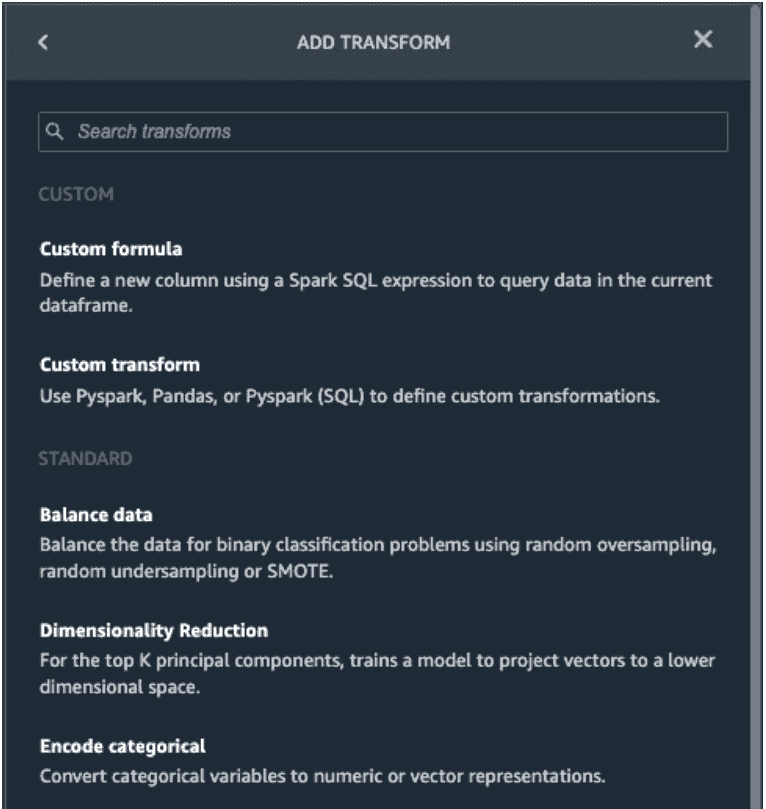 ADD TRANSFORM
Search transforms
CUSTOM
Custom formula
Define a new column using a Spark SQL expression to query data in the current
dataframe.
Custom transform
Use Pyspark, Pandas, or Pyspark (SQL) to define custom transformations.
STANDARD
Balance data
Balance the data for binary classification problems using random oversampling,
random undersampling or SMOTE.
Dimensionality Reduction
For the top K principal components, trains a model to project vectors to a lower
dimensional space.
Encode categorical
Convert categorical variables to numeric or vector representations.